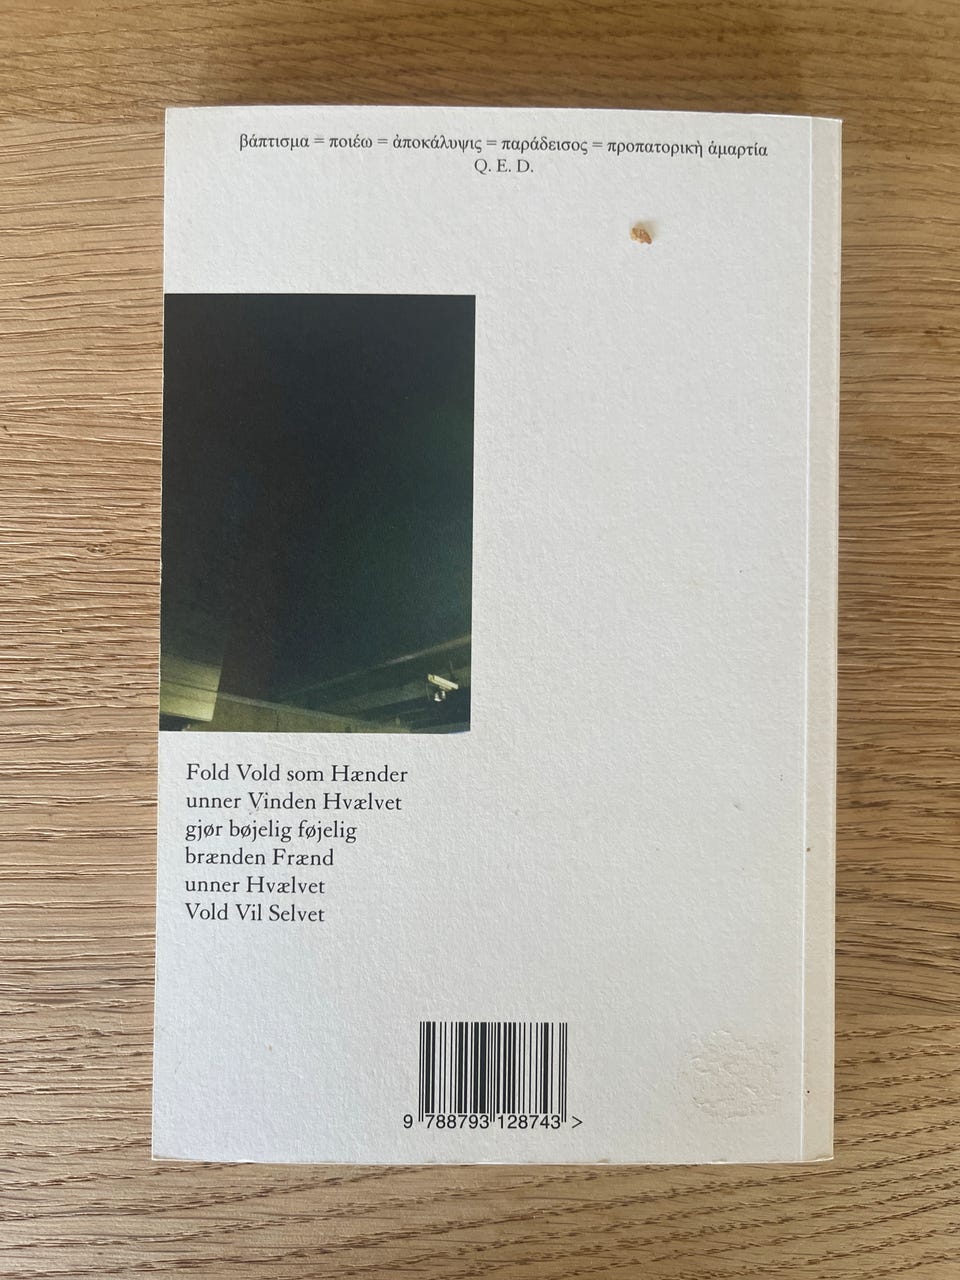 βάπτισμα = ποιέω = ἀποκάλυψις = παράδεισος = προπατορικὴ ἁμαρτία
Q. E. D.
Fold Vold som Hænder
unner Vinden Hvælvet
gjør bøjelig føjelig
brænden Frænd
unner Hvælvet
Vold Vil Selvet
9 788793 128743 >